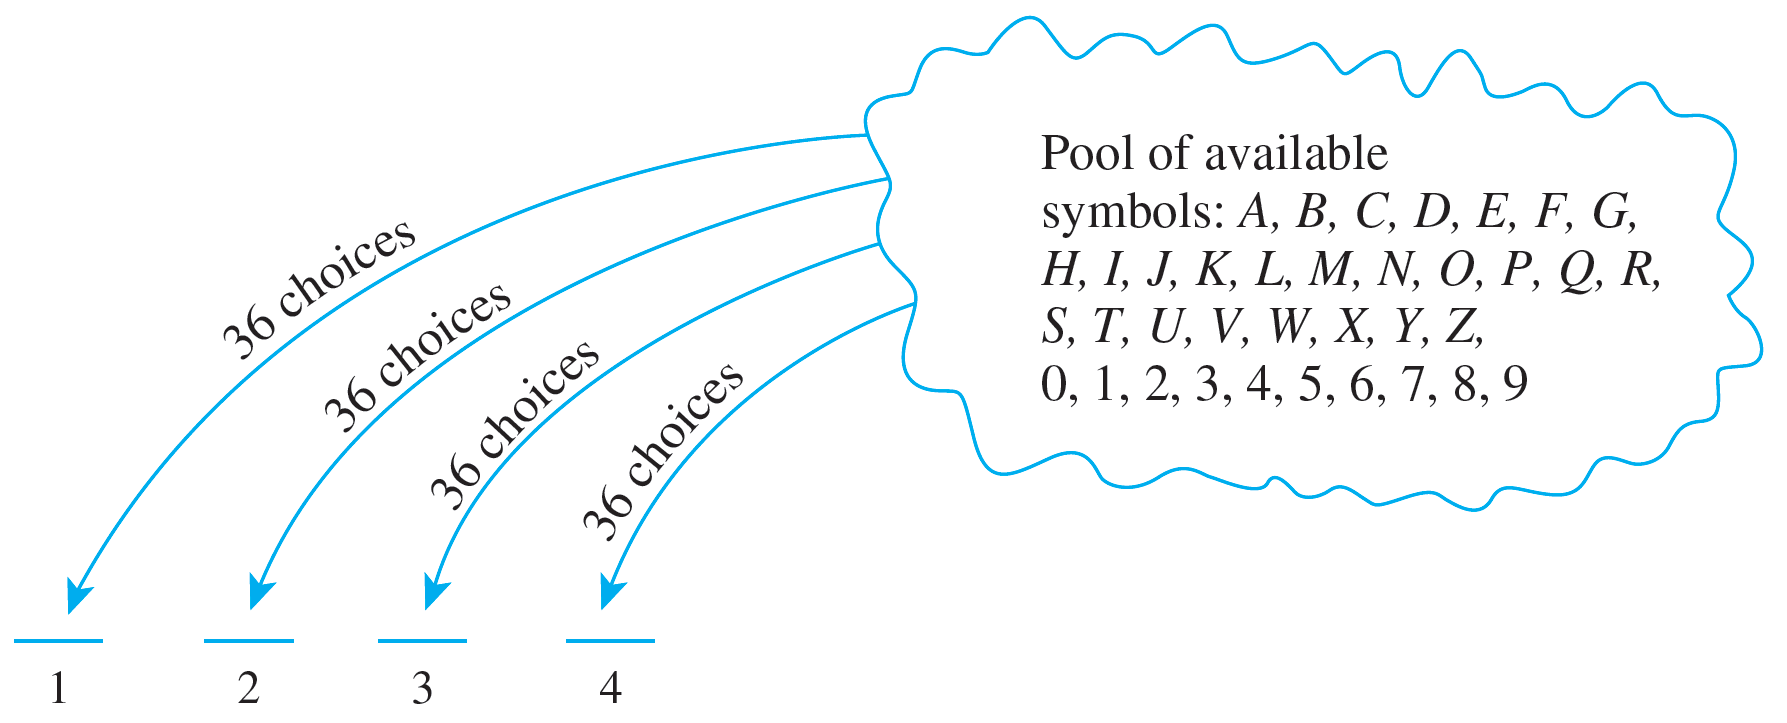 Pool of available
symbols: A, B, C, D, E, F, G,
H, I, J, K, L, M, N, O, P, Q, R,
S, T, U, V, W, X, Y, Z,
0, 1, 2, 3, 4, 5, 6, 7, 8, 9
36 choices
36 choices
36 choices
36 choices
1 2 3 4